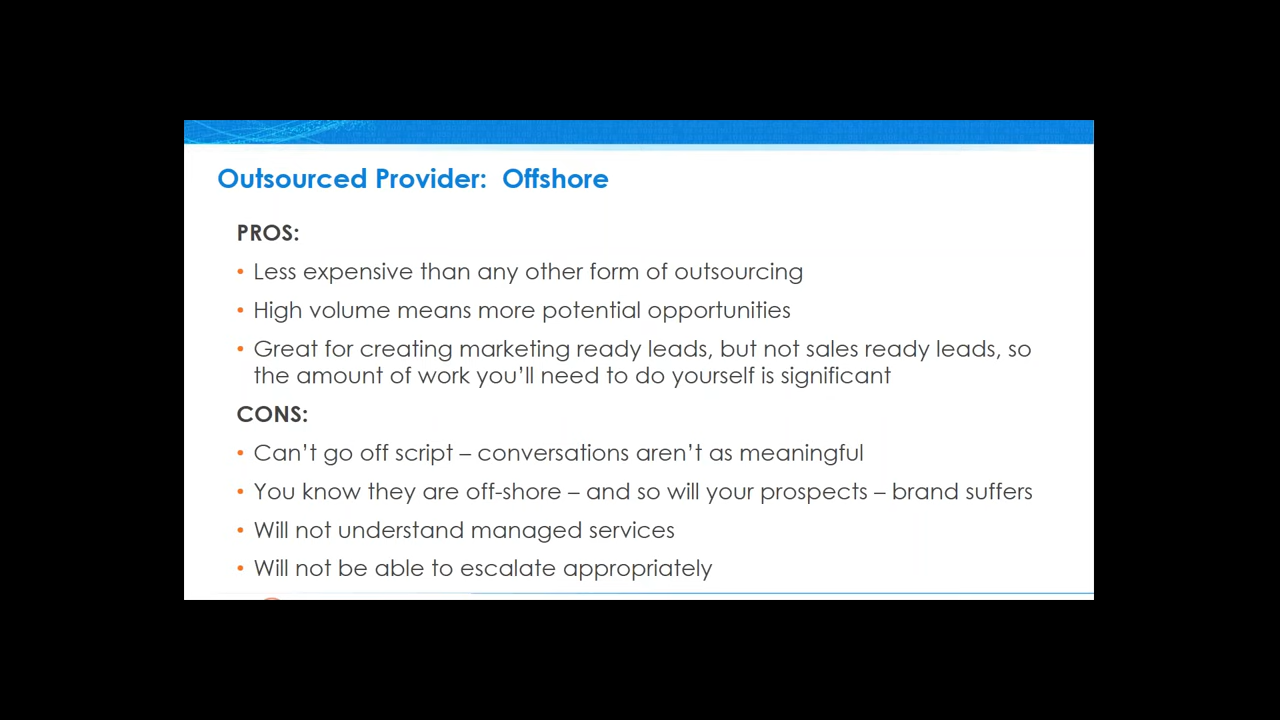 Outsourced Provider: Offshore
PROS:
• Less expensive than any other form of outsourcing
• High volume means more potential opportunities
• Great for creating marketing ready leads, but not sales ready leads, so
the amount of work you’ll need to do yourself is significant
CONS:
• Can’t go off script – conversations aren’t as meaningful
• You know they are off-shore – and so will your prospects – brand suffers
• Will not understand managed services
• Will not be able to escalate appropriately